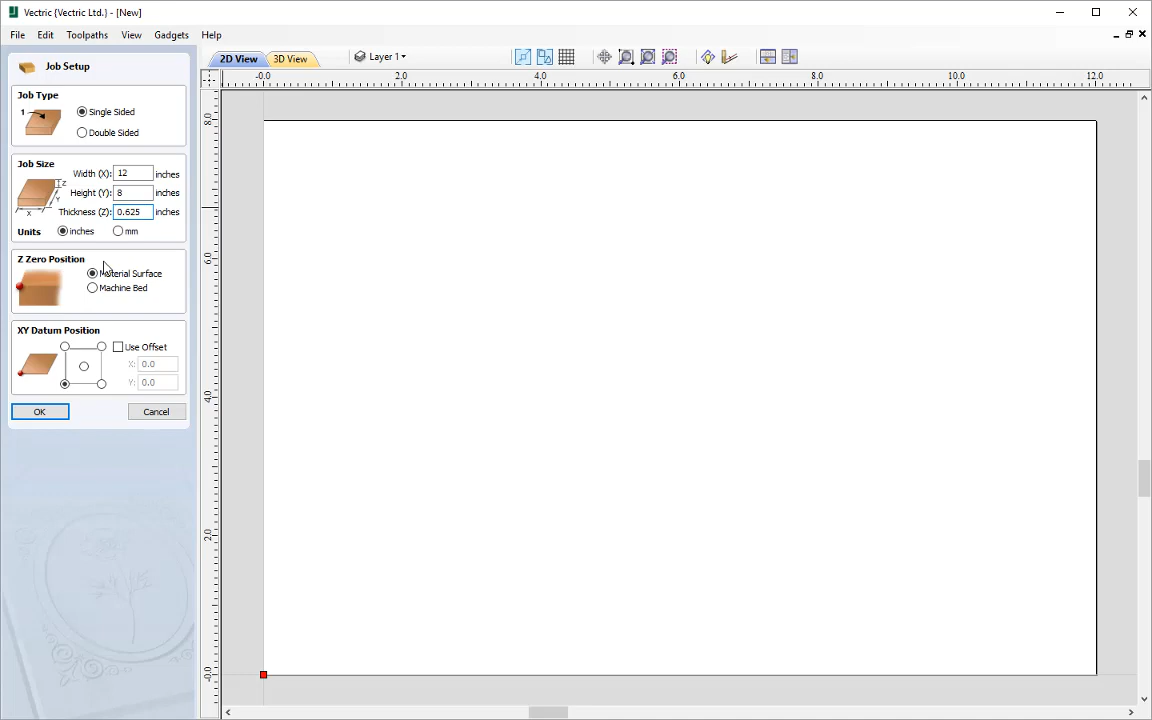 Vectric {Vectric Ltd.} - [New]
File Edit Toolpaths View Gadgets Help
2D View 3D View Layer 1
Job Setup
-0.0 2.0 4.0 6.0 8.0 10.0 12.0
Job Type
1
Single Sided
Double Sided
8.0
Job Size
Width (X): 12 inches
Z
Height (Y): 8 inches
Y
Thickness (Z): 0.625 inches
X
Units inches mm
6.0
Z Zero Position
Material Surface
Machine Bed
XY Datum Position
Use Offset
X: 0.0
Y: 0.0
4.0
OK Cancel
2.0
-0.0